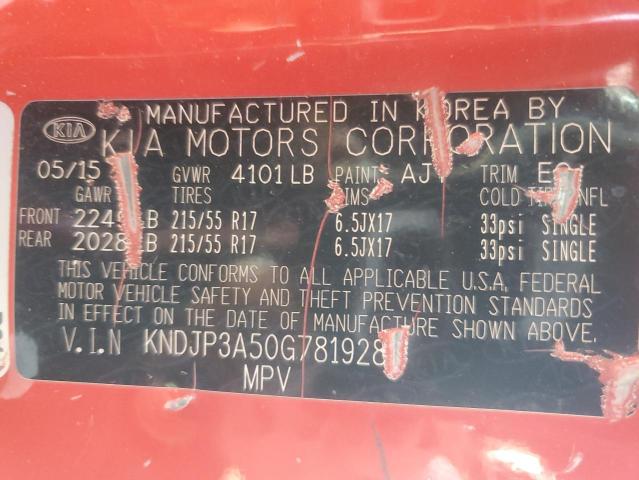 KIA MANUFACTURED IN KOREA BY
KIA MOTORS CORPORATION
05/15 GVWR 4101 LB PAINT AJ TRIM
GAWR TIRES COLD
FRONT 215/55 R17 6.5JX17 33psi SINGLE
REAR 215/55 R17 6.5JX17 33psi SINGLE
THIS VEHICLE CONFORMS TO ALL APPLICABLE U.S.A. FEDERAL
MOTOR VEHICLE SAFETY AND THEFT PREVENTION STANDARDS
IN EFFECT ON THE DATE OF MANUFACTURE SHOWN ABOVE.
V.I.N KNDJP3A50G781928
MPV